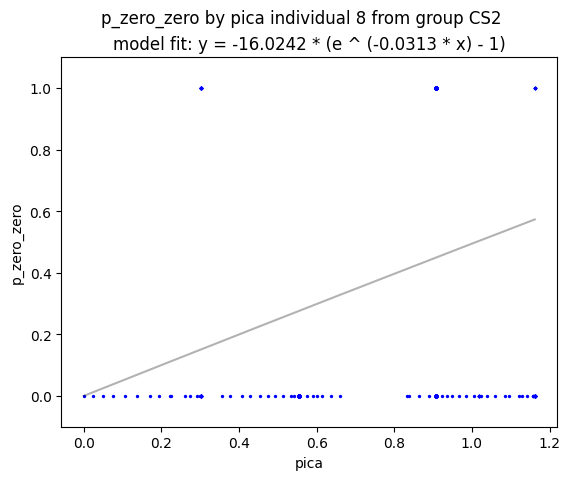 p_zero_zero by pica individual 8 from group CS2
model fit: y = -16.0242 * (e ^ (-0.0313 * x) - 1)
1.0
0.8
0.6
0.4
0.2
0.0
p_zero_zero
0.0 0.2 0.4 0.6 0.8 1.0 1.2
pica